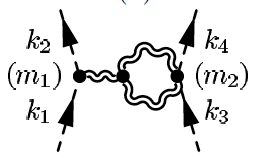 k₂ k₄
(m₁) (m₂)
k₁ k₃